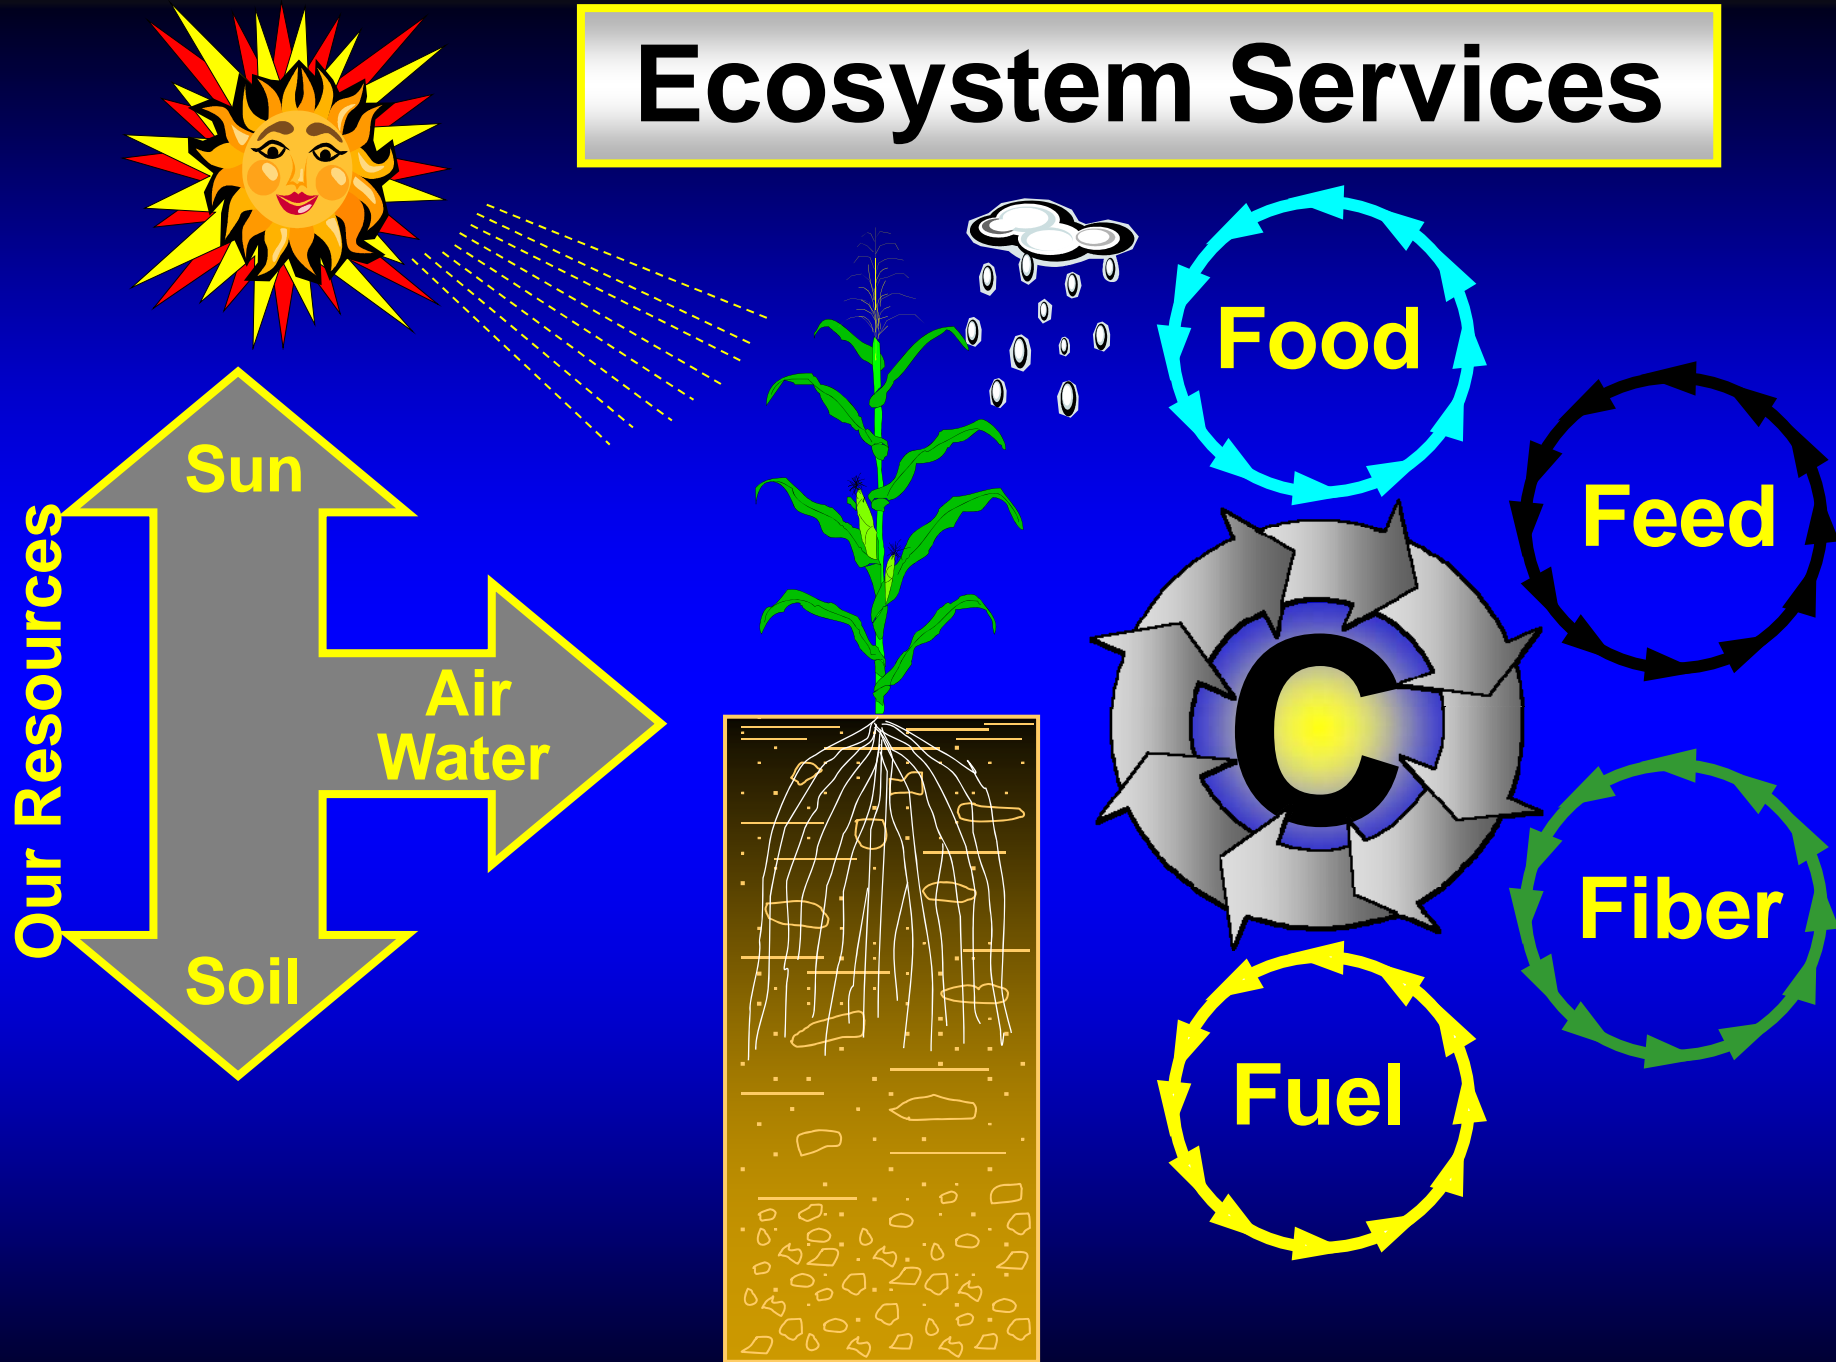 Ecosystem Services
Our Resources
Sun
Air
Water
Soil
Food
Feed
C
Fiber
Fuel